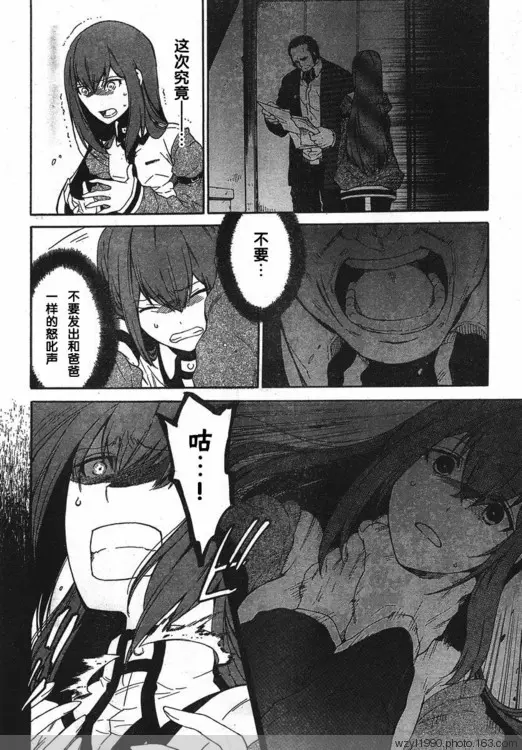 这次究竟……
不要…
不要发出和爸爸
一样的怒叱声
咕…！
wzyl1990.photo.163.com